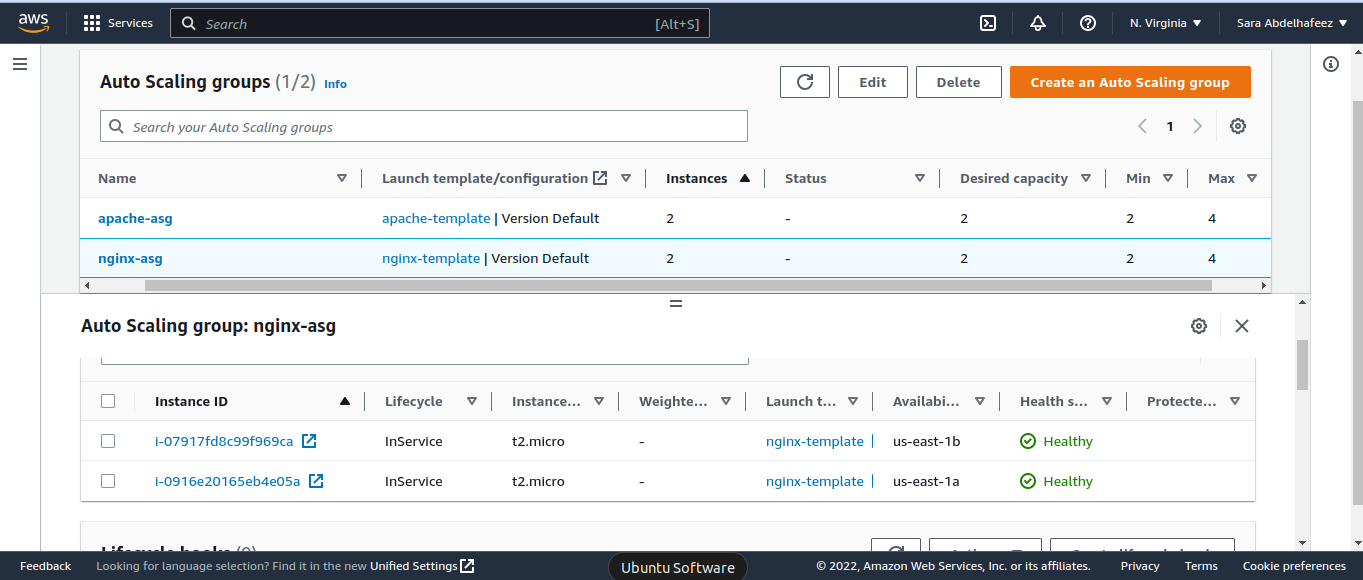 aws Services Search [Alt+S] N. Virginia Sara Abdelhafeez
Auto Scaling groups (1/2) Info Edit Delete Create an Auto Scaling group
Search your Auto Scaling groups 1
Name Launch template/configuration Instances Status Desired capacity Min Max
apache-asg apache-template | Version Default 2 - 2 2 4
nginx-asg nginx-template | Version Default 2 - 2 2 4
Auto Scaling group: nginx-asg
Instance ID Lifecycle Instance... Weighte... Launch t... Availabi... Health s... Protecte...
i-07917fd8c99f969ca InService t2.micro - nginx-template | us-east-1b Healthy
i-0916e20165eb4e05a InService t2.micro - nginx-template | us-east-1a Healthy
Lifecycle hooks (0)
Feedback Looking for language selection? Find it in the new Unified Settings Ubuntu Software © 2022, Amazon Web Services, Inc. or its affiliates. Privacy Terms Cookie preferences